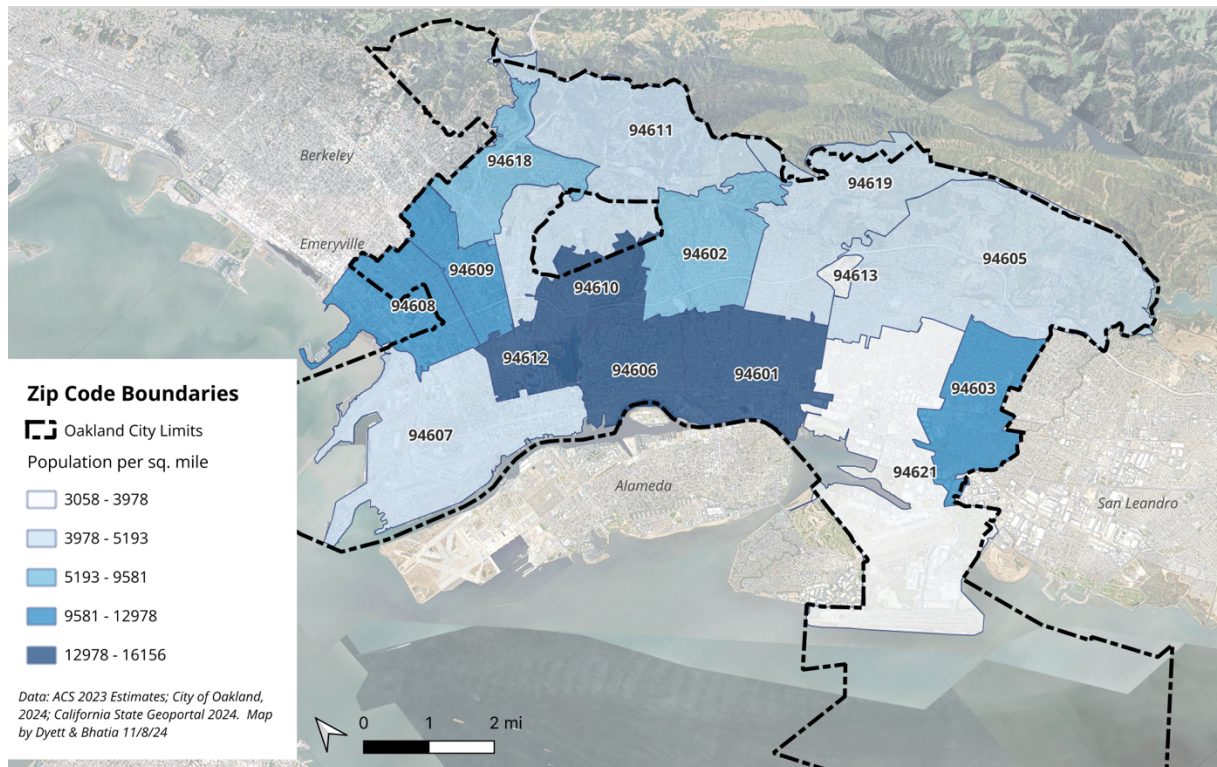 94611
Berkeley
94618
94619
Emeryville
94609
94602
94605
94613
94610
94608
94612
94606
94601
94603
94607
94621
Alameda
San Leandro
Zip Code Boundaries
Oakland City Limits
Population per sq. mile
3058 - 3978
3978 - 5193
5193 - 9581
9581 - 12978
12978 - 16156
Data: ACS 2023 Estimates; City of Oakland,
2024; California State Geoportal 2024. Map
by Dyett & Bhatia 11/8/24
0 1 2 mi